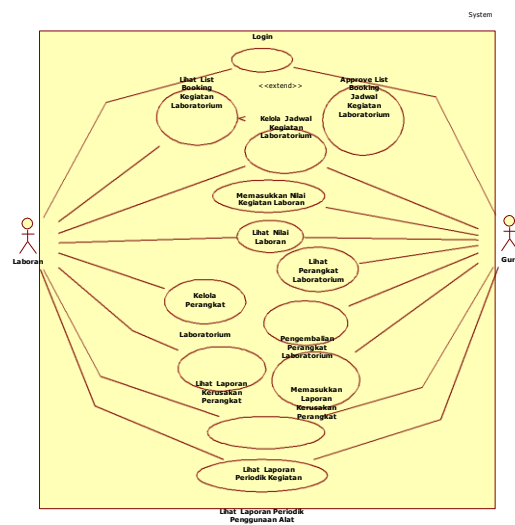 System
Login
Lihat List
Booking
Kegiatan
Laboratorium
<<extend>>
Approve List
Booking
Jadwal
Kegiatan
Laboratorium
Kelola Jadwal
Kegiatan
Laboratorium
Memasukkan Nilai
Kegiatan Laboran
Lihat Nilai
Laboran
Laboran
Gur
Lihat
Perangkat
Laboratorium
Kelola
Perangkat
Laboratorium
Pengembalian
Perangkat
Laboratorium
Lihat Laporan
Kerusakan
Perangkat
Memasukkan
Laporan
Kerusakan
Perangkat
Lihat Laporan
Periodik Kegiatan
Lihat Laporan Periodik
Penggunaan Alat